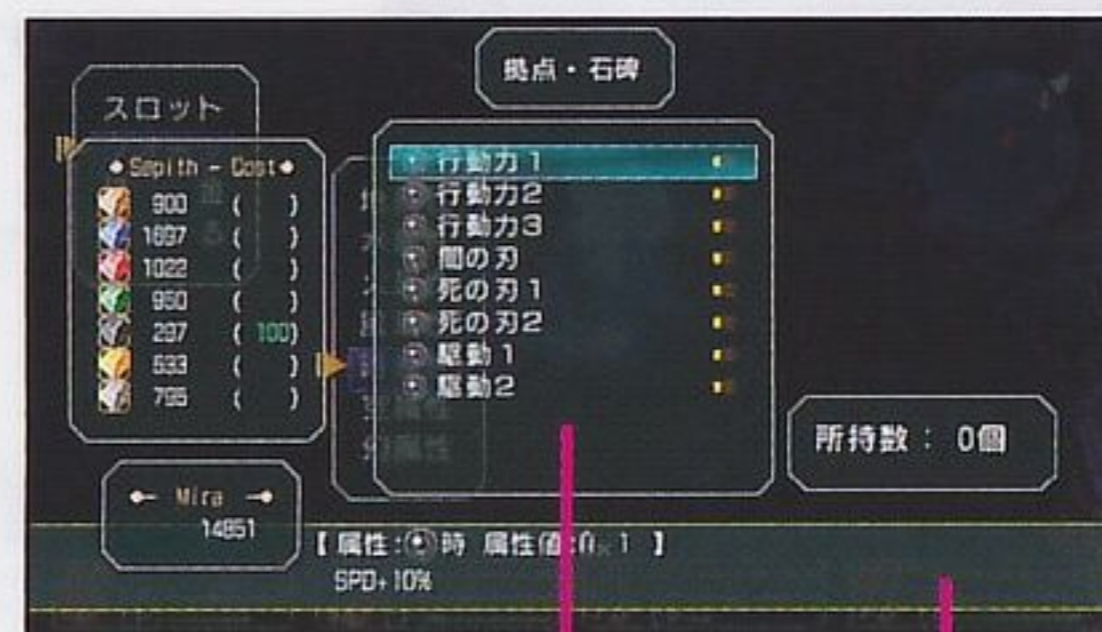 拠点・石碑
スロット
Sepith - Cost
900 ( )
1697 ( )
1022 ( )
950 ( )
297 ( 100)
633 ( )
795 ( )
行動力1
行動力2
行動力3
闇の刃
死の刃1
死の刃2
駆動1
駆動2
所持数： 0個
Mira
14851
【属性: 時 属性値: × 1 】
SPD+10%